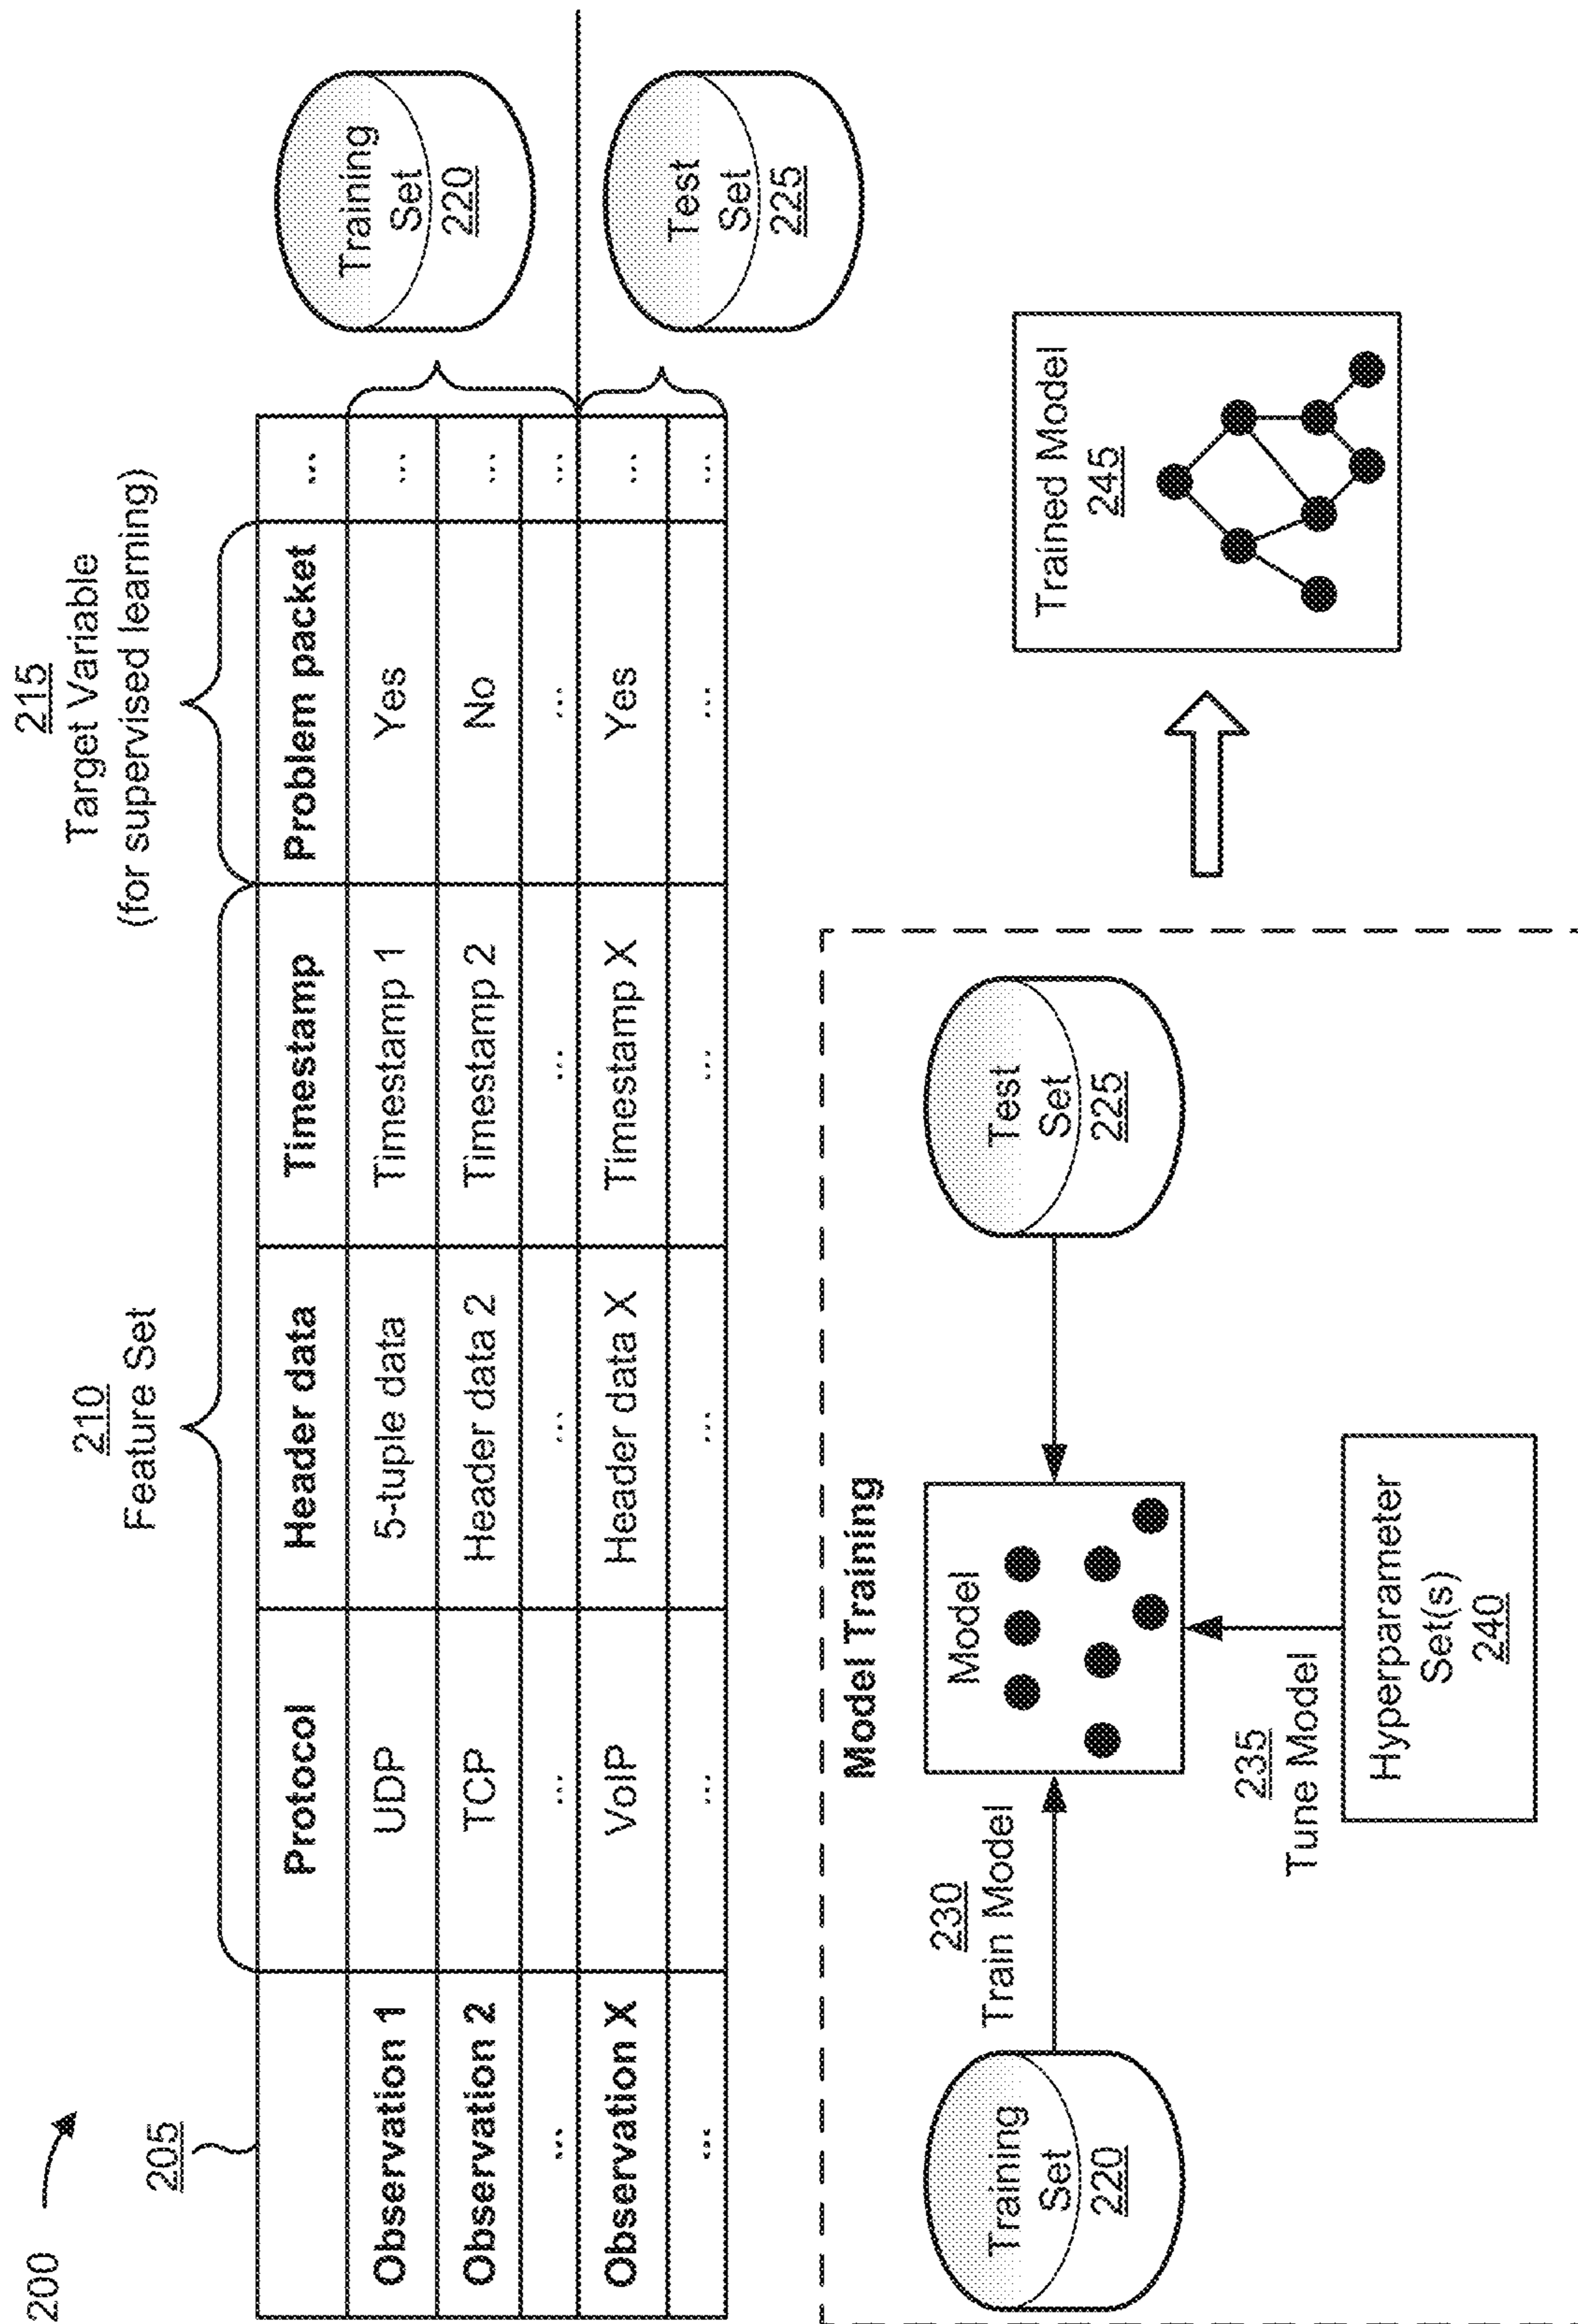 200
205
210
Feature Set
215
Target Variable
(for supervised learning)
Protocol Header data Timestamp Problem packet ...
Observation 1 UDP 5-tuple data Timestamp 1 Yes ...
Observation 2 TCP Header data 2 Timestamp 2 No ...
... ... ... ... ... ...
Observation X VoIP Header data X Timestamp X Yes ...
... ... ... ... ... ...
Training
Set
220
Test
Set
225
Model Training
Training
Set
220
230
Train Model
Model
Test
Set
225
235
Tune Model
Hyperparameter
Set(s)
240
Trained Model
245